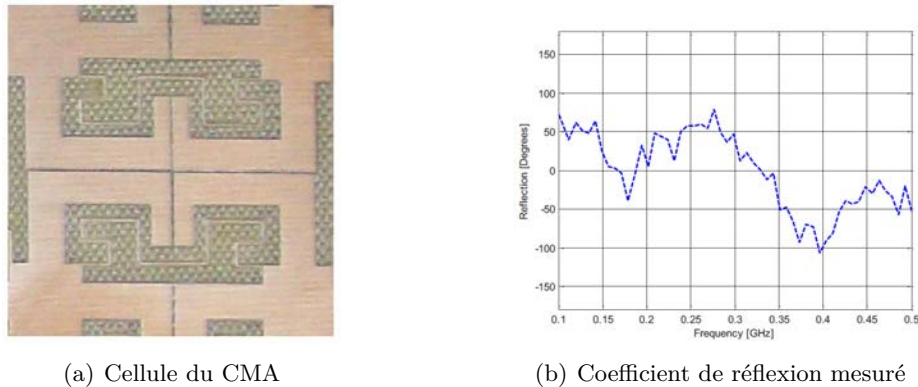 150
100
50
0
-50
-100
-150
Reflection [Degrees]
0.1 0.15 0.2 0.25 0.3 0.35 0.4 0.45 0.5
Frequency [GHz]
(a) Cellule du CMA
(b) Coefficient de réflexion mesuré